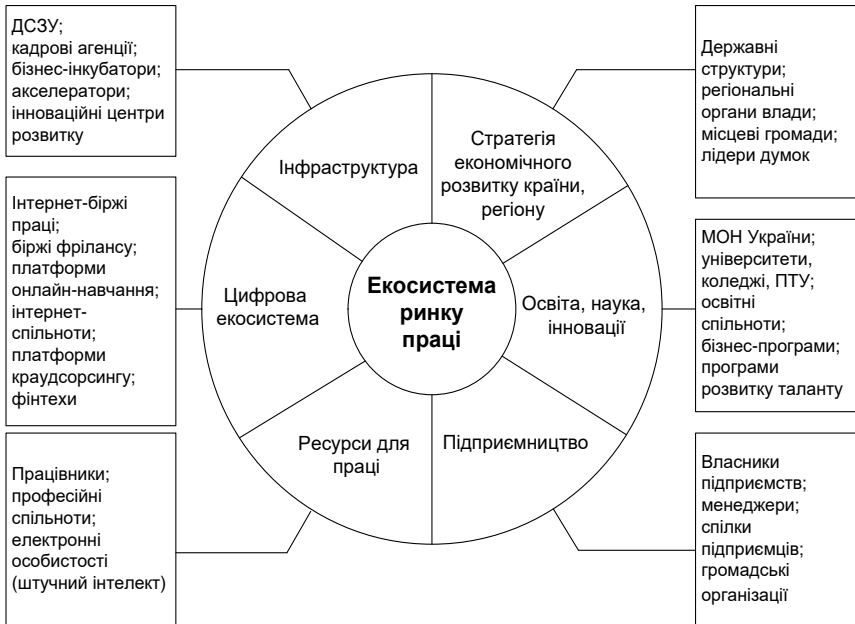 ДСЗУ;
кадрові агенції;
бізнес-інкубатори;
акселератори;
інноваційні центри
розвитку
Інтернет-біржі
праці;
біржі фрілансу;
платформи
онлайн-навчання;
інтернет-
спільноти;
платформи
краудсорсингу;
фінтехи
Працівники;
професійні
спільноти;
електронні
особистості
(штучний інтелект)
Інфраструктура
Стратегія
економічного
розвитку країни,
регіону
Цифрова
екосистема
Екосистема
ринку
праці
Освіта, наука,
інновації
Ресурси для
праці
Підприємництво
Державні
структури;
регіональні
органи влади;
місцеві громади;
лідери думок
МОН України;
університети,
коледжі, ПТУ;
освітні
спільноти;
бізнес-програми;
програми
розвитку таланту
Власники
підприємств;
менеджери;
спілки
підприємців;
громадські
організації